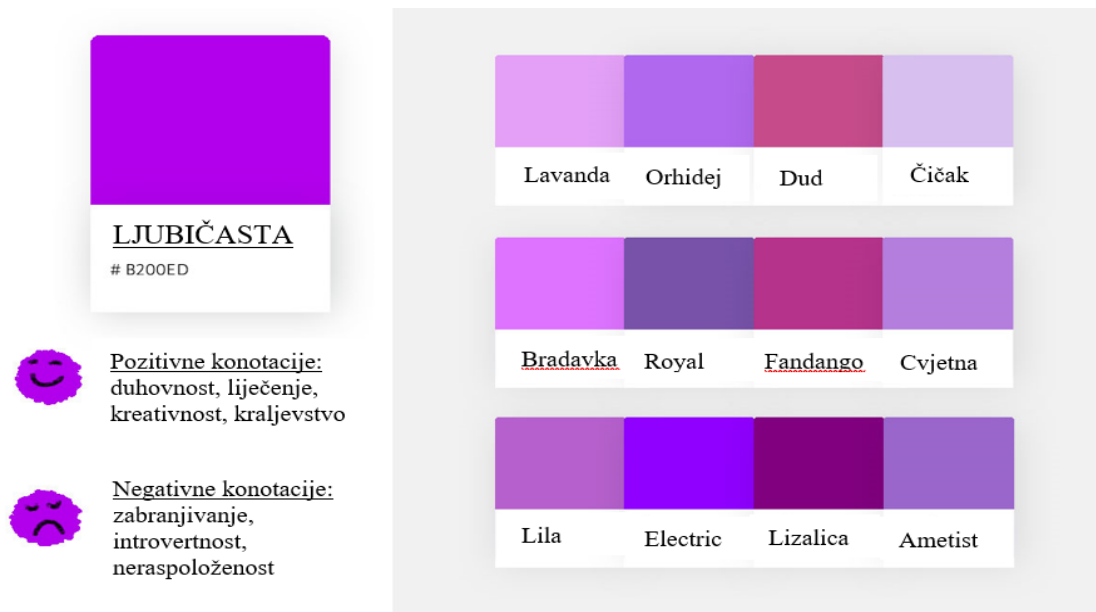 LJUBIČASTA
# B200ED
Pozitivne konotacije:
duhovnost, liječenje,
kreativnost, kraljevstvo
Negativne konotacije:
zabranjivanje,
introvertnost,
neraspoloženost
Lavanda Orhidej Dud Čičak
Bradavka Royal Fandango Cvjetna
Lila Electric Lizalica Ametist